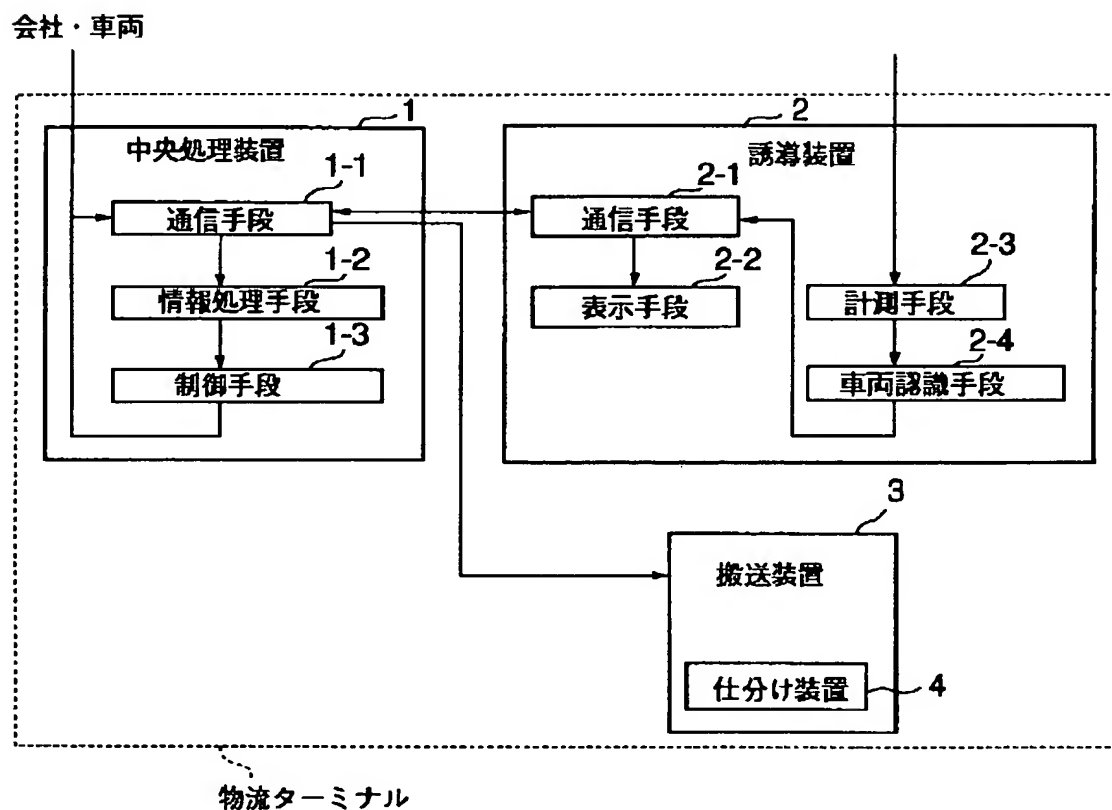 会社・車両
1
中央処理装置
1-1
通信手段
1-2
情報処理手段
1-3
制御手段
2
誘導装置
2-1
通信手段
2-2
表示手段
2-3
計測手段
2-4
車両認識手段
3
搬送装置
仕分け装置
4
物流ターミナル